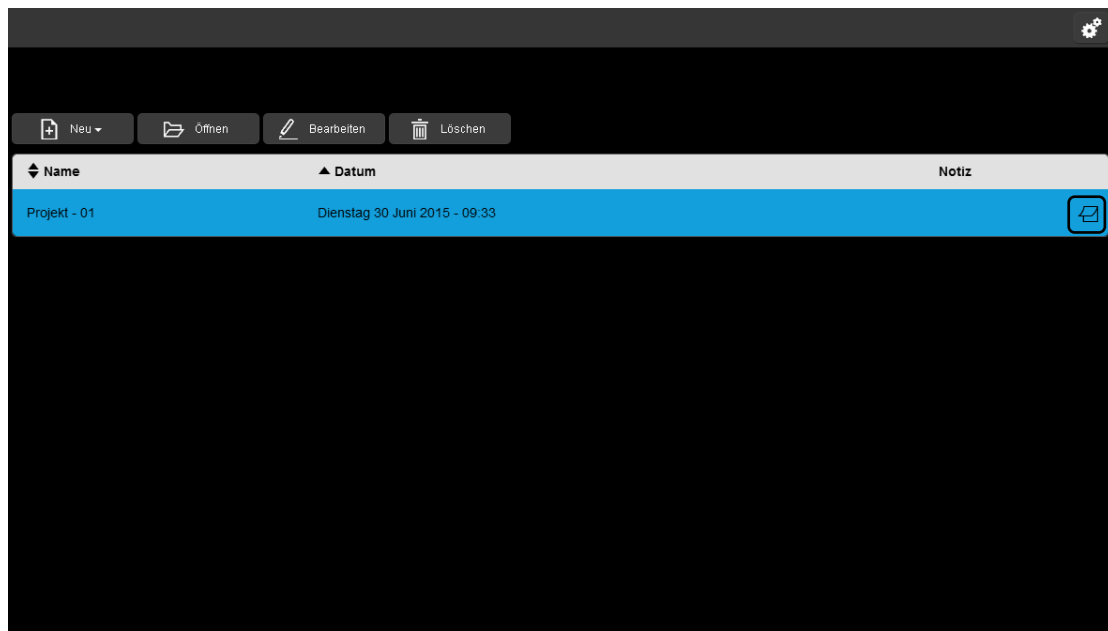 Neu Öffnen Bearbeiten Löschen
Name Datum Notiz
Projekt - 01 Dienstag 30 Juni 2015 - 09:33